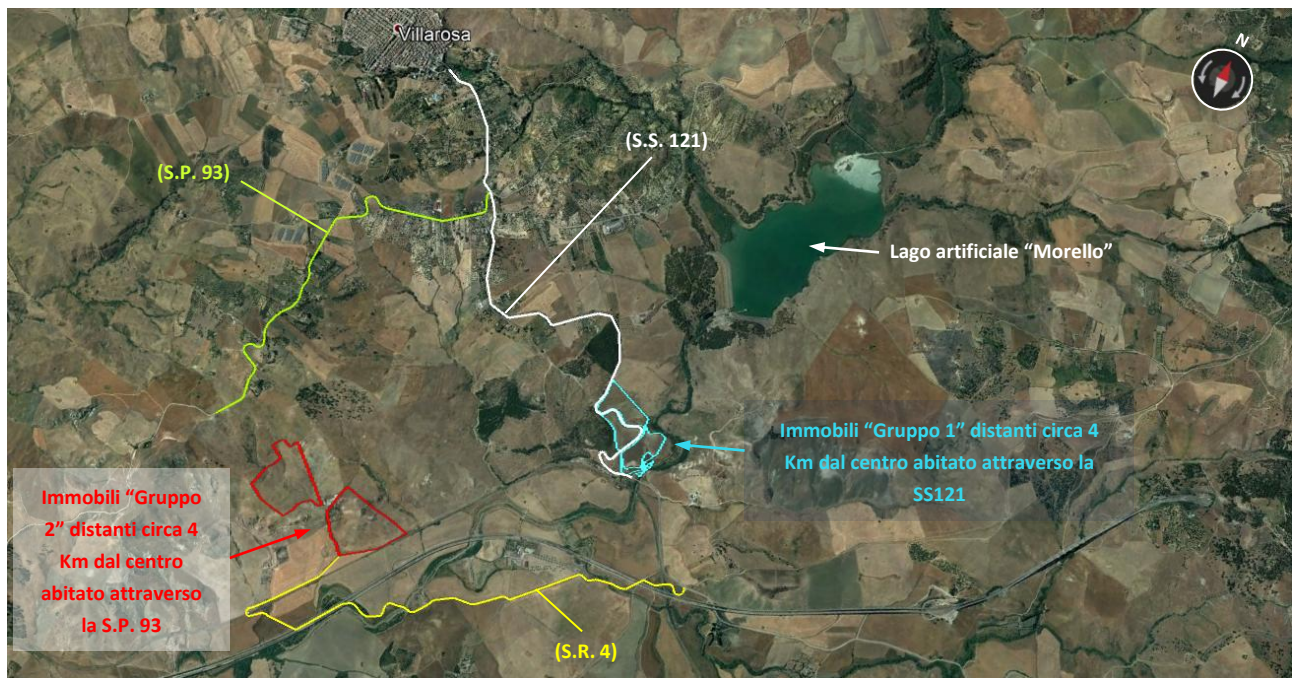 Villarosa
N
(S.S. 121)
(S.P. 93)
Lago artificiale “Morello”
Immobili “Gruppo 1” distanti circa 4
Km dal centro abitato attraverso la
SS121
Immobili “Gruppo
2” distanti circa 4
Km dal centro
abitato attraverso
la S.P. 93
(S.R. 4)